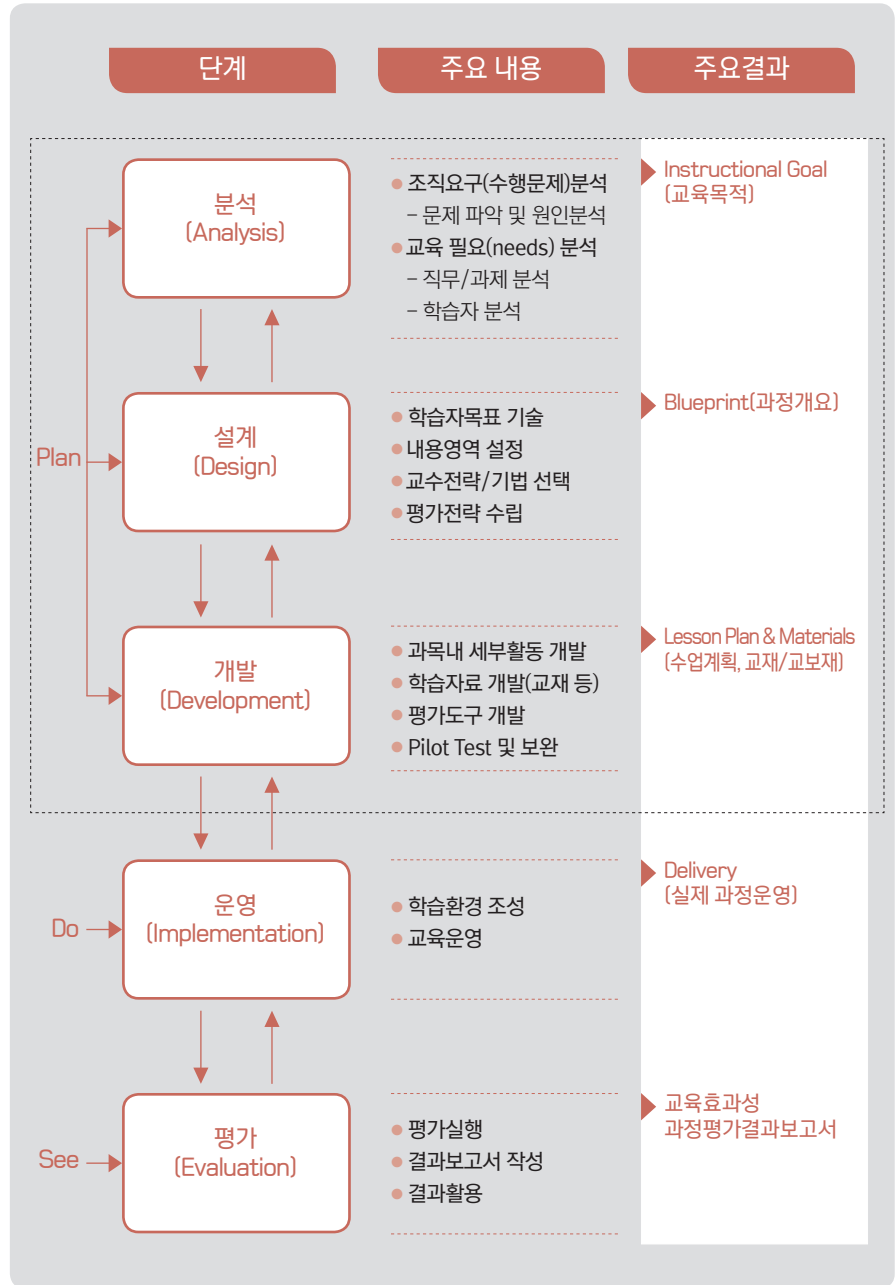 단계
주요 내용
주요결과
분석
(Analysis)
● 조직요구(수행문제)분석
– 문제 파악 및 원인분석
● 교육 필요(needs) 분석
– 직무/과제 분석
– 학습자 분석
Instructional Goal
(교육목적)
Plan
설계
(Design)
● 학습자목표 기술
● 내용영역 설정
● 교수전략/기법 선택
● 평가전략 수립
Blueprint(과정개요)
개발
(Development)
● 과목내 세부활동 개발
● 학습자료 개발(교재 등)
● 평가도구 개발
● Pilot Test 및 보완
Lesson Plan & Materials
(수업계획, 교재/교보재)
Do
운영
(Implementation)
● 학습환경 조성
● 교육운영
Delivery
(실제 과정운영)
See
평가
(Evaluation)
● 평가실행
● 결과보고서 작성
● 결과활용
교육효과성
과정평가결과보고서